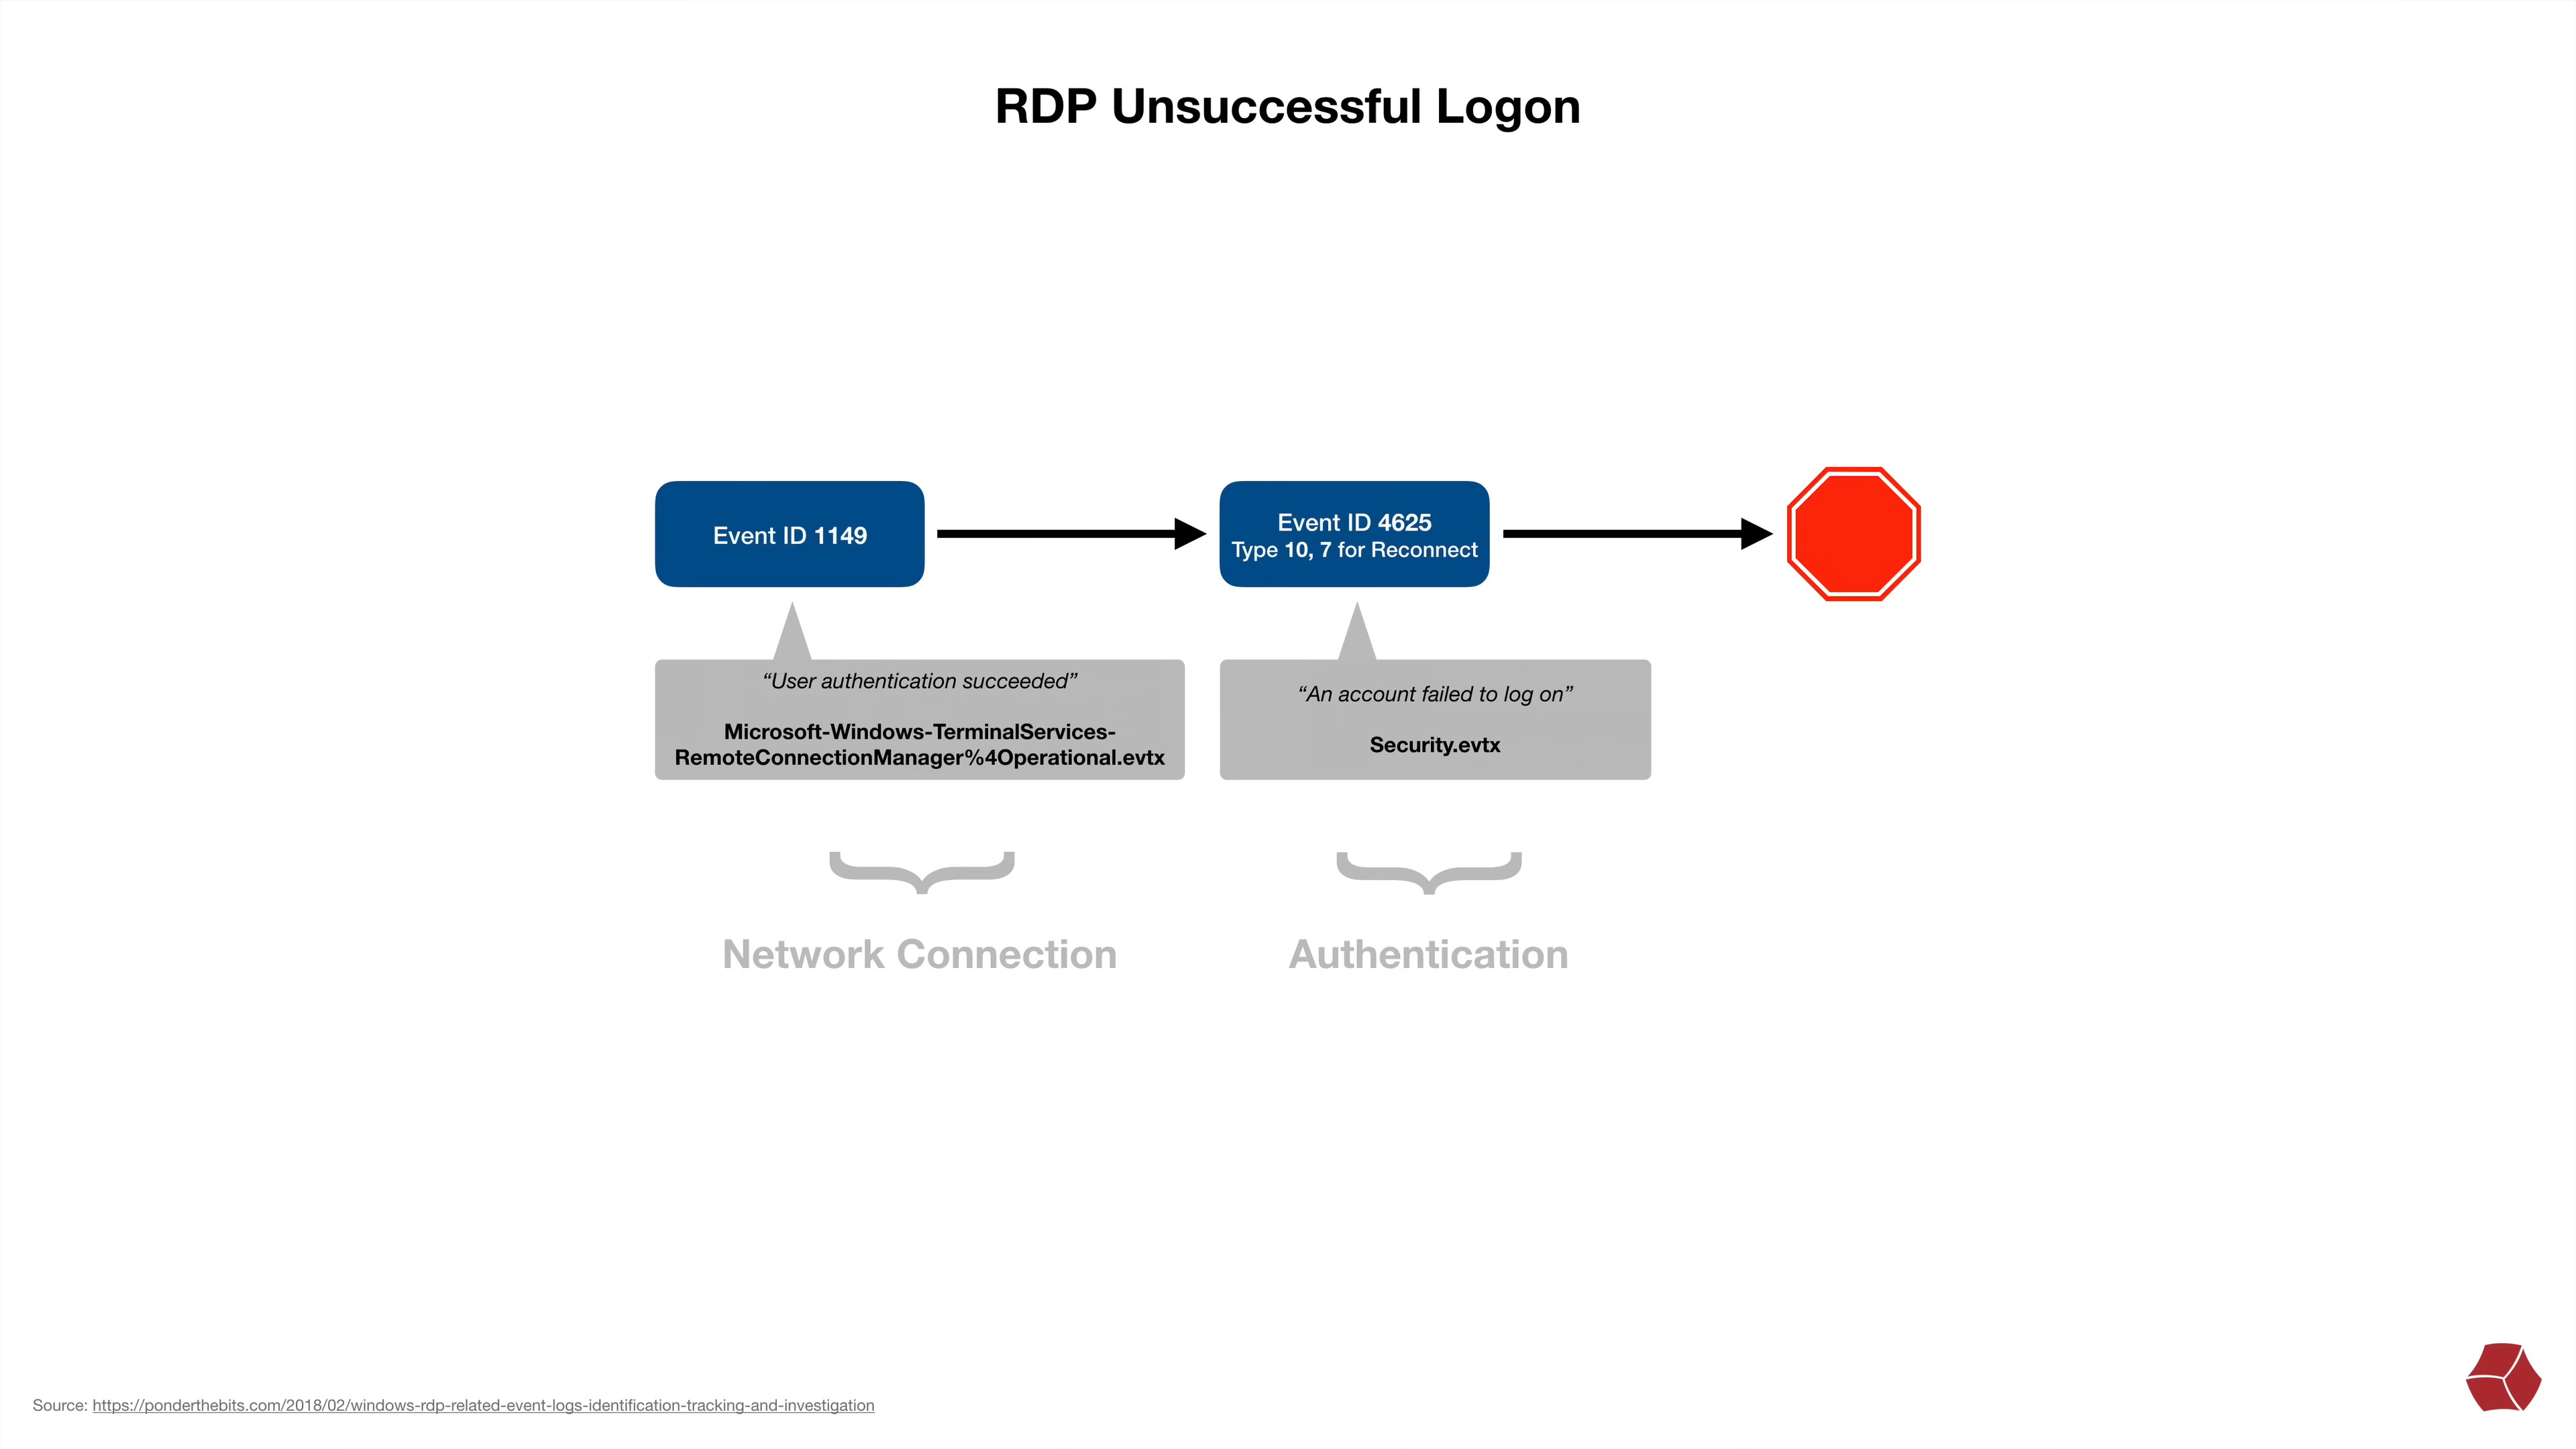 RDP Unsuccessful Logon
Event ID 1149
Event ID 4625
Type 10, 7 for Reconnect
“User authentication succeeded”
Microsoft-Windows-TerminalServices-
RemoteConnectionManager%4Operational.evtx
“An account failed to log on”
Security.evtx
Network Connection
Authentication
Source: https://ponderthebits.com/2018/02/windows-rdp-related-event-logs-identification-tracking-and-investigation